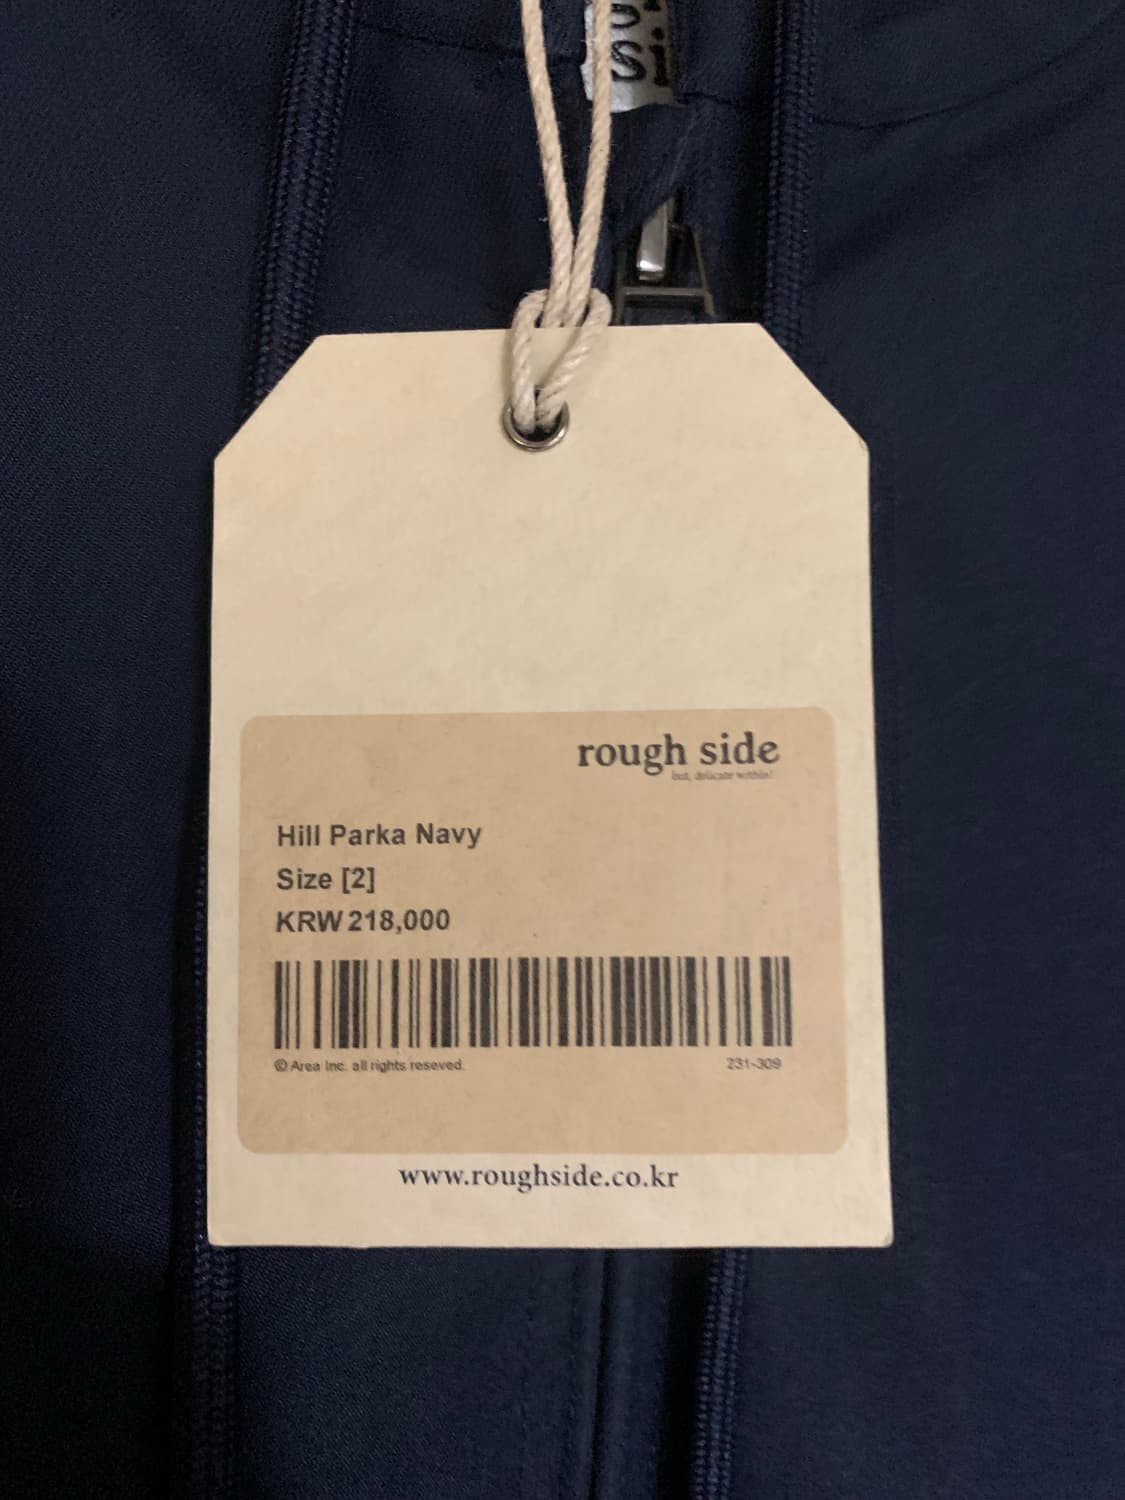 Si
rough side
but, delicate within!
Hill Parka Navy
Size [2]
KRW 218,000
© Area Inc. all rights reseved.
231-309
www.roughside.co.kr